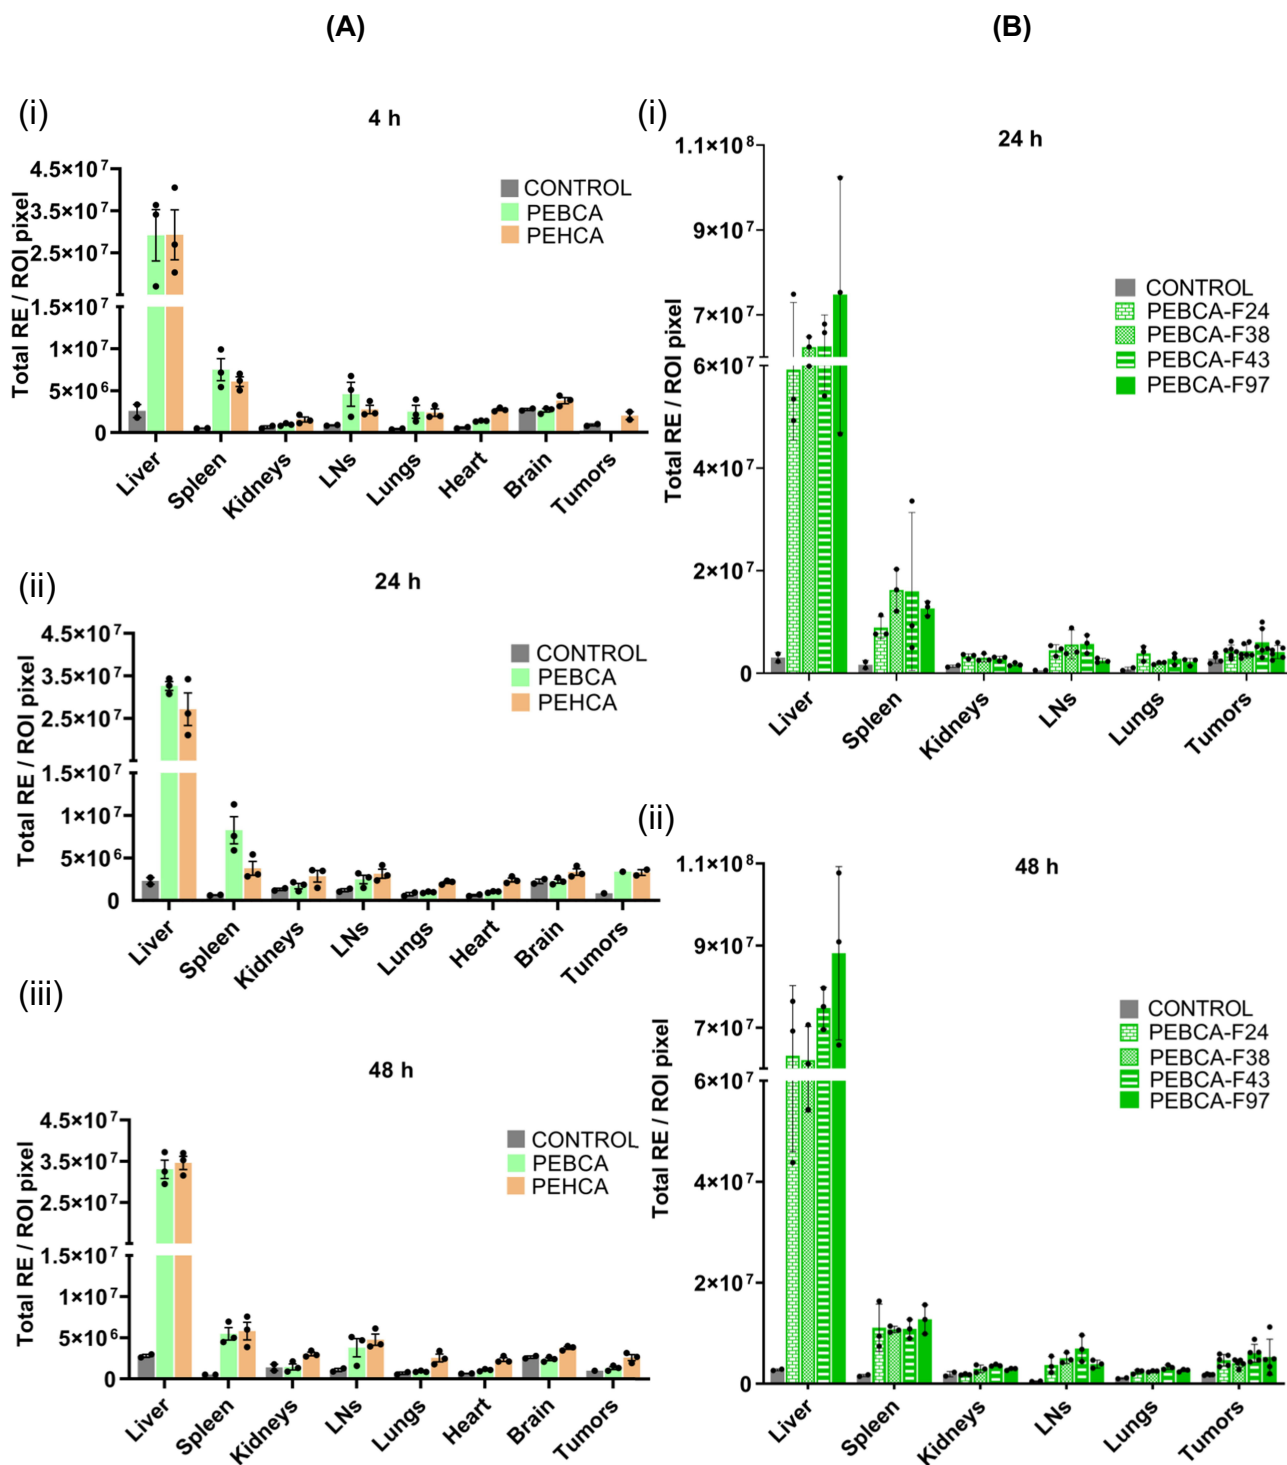 (A)
(i)
4 h
Total RE / ROI pixel
4.5×10⁷
3.5×10⁷
2.5×10⁷
1.5×10⁷
1×10⁷
5×10⁶
0
CONTROL
PEBCA
PEHCA
Liver
Spleen
Kidneys
LNs
Lungs
Heart
Brain
Tumors
(ii)
24 h
Total RE / ROI pixel
4.5×10⁷
3.5×10⁷
2.5×10⁷
1.5×10⁷
1×10⁷
5×10⁶
0
CONTROL
PEBCA
PEHCA
Liver
Spleen
Kidneys
LNs
Lungs
Heart
Brain
Tumors
(iii)
48 h
Total RE / ROI pixel
4.5×10⁷
3.5×10⁷
2.5×10⁷
1.5×10⁷
1×10⁷
5×10⁶
0
CONTROL
PEBCA
PEHCA
Liver
Spleen
Kidneys
LNs
Lungs
Heart
Brain
Tumors
(B)
(i)
24 h
Total RE / ROI pixel
1.1×10⁸
9×10⁷
7×10⁷
6×10⁷
4×10⁷
2×10⁷
0
CONTROL
PEBCA-F24
PEBCA-F38
PEBCA-F43
PEBCA-F97
Liver
Spleen
Kidneys
LNs
Lungs
Tumors
(ii)
48 h
Total RE / ROI pixel
1.1×10⁸
9×10⁷
7×10⁷
6×10⁷
4×10⁷
2×10⁷
0
CONTROL
PEBCA-F24
PEBCA-F38
PEBCA-F43
PEBCA-F97
Liver
Spleen
Kidneys
LNs
Lungs
Tumors